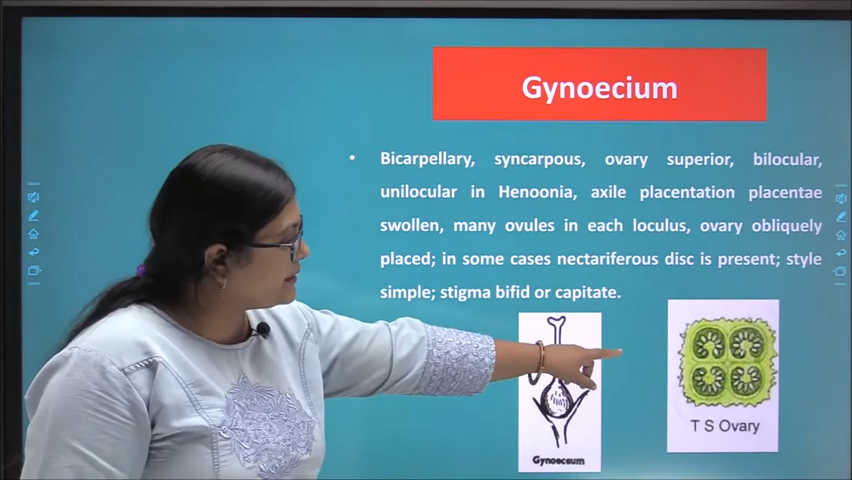 Gynoecium
• Bicarpellary, syncarpous, ovary superior, bilocular,
unilocular in Henoonia, axile placentation placentae
swollen, many ovules in each loculus, ovary obliquely
placed; in some cases nectariferous disc is present; style
simple; stigma bifid or capitate.
Gynoeceum
T S Ovary